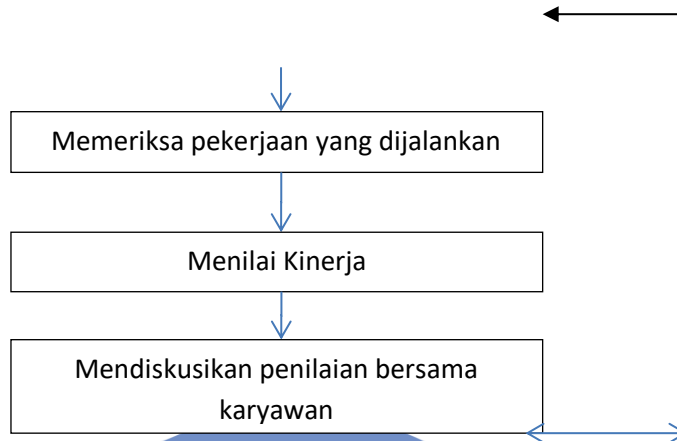 Memeriksa pekerjaan yang dijalankan
Menilai Kinerja
Mendiskusikan penilaian bersama
karyawan